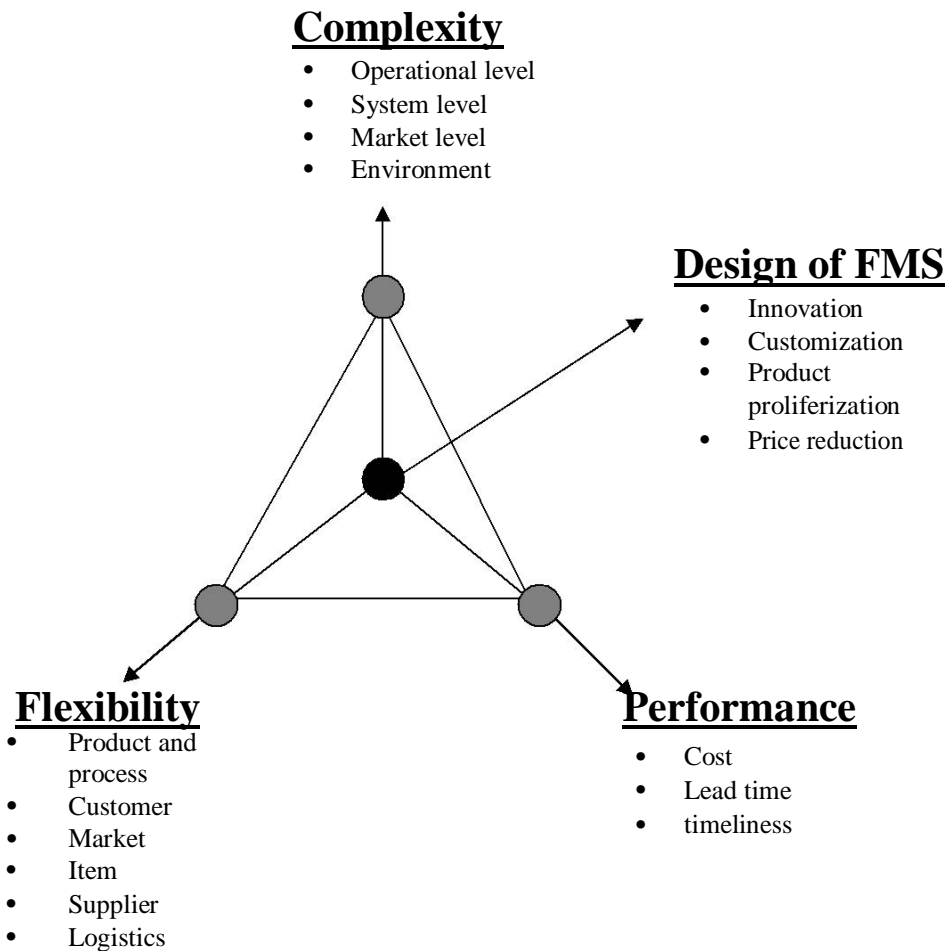 Complexity
• Operational level
• System level
• Market level
• Environment
Design of FMS
• Innovation
• Customization
• Product
proliferization
• Price reduction
Flexibility
• Product and
process
• Customer
• Market
• Item
• Supplier
• Logistics
Performance
• Cost
• Lead time
• timeliness